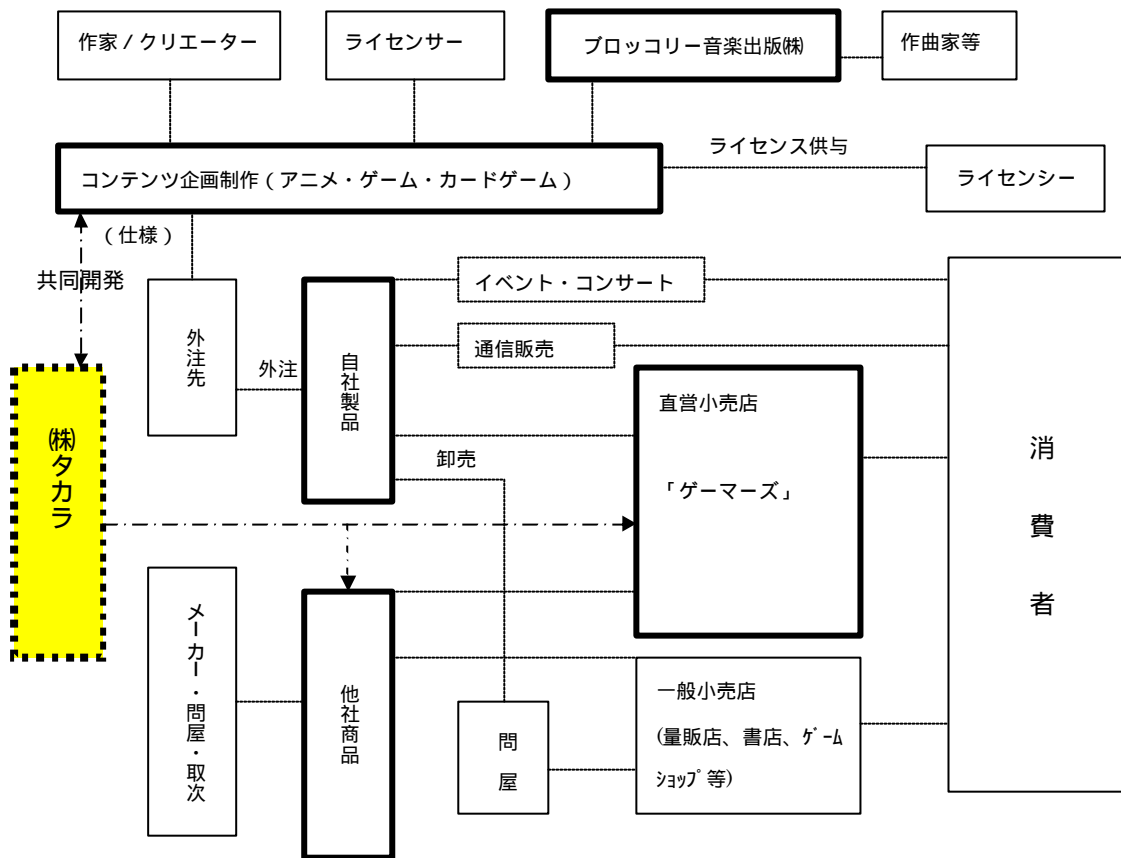 作家/クリエーター
ライセンサー
ブロッコリー音楽出版㈱
作曲家等
ライセンス供与
コンテンツ企画制作(アニメ・ゲーム・カードゲーム)
ライセンシー
(仕様)
共同開発
イベント・コンサート
通信販売
外注先
外注
自社製品
直営小売店
「ゲーマーズ」
卸売
㈱タカラ
消費者
メーカー・問屋・取次
他社商品
問屋
一般小売店
(量販店、書店、ゲーム
ショップ等)